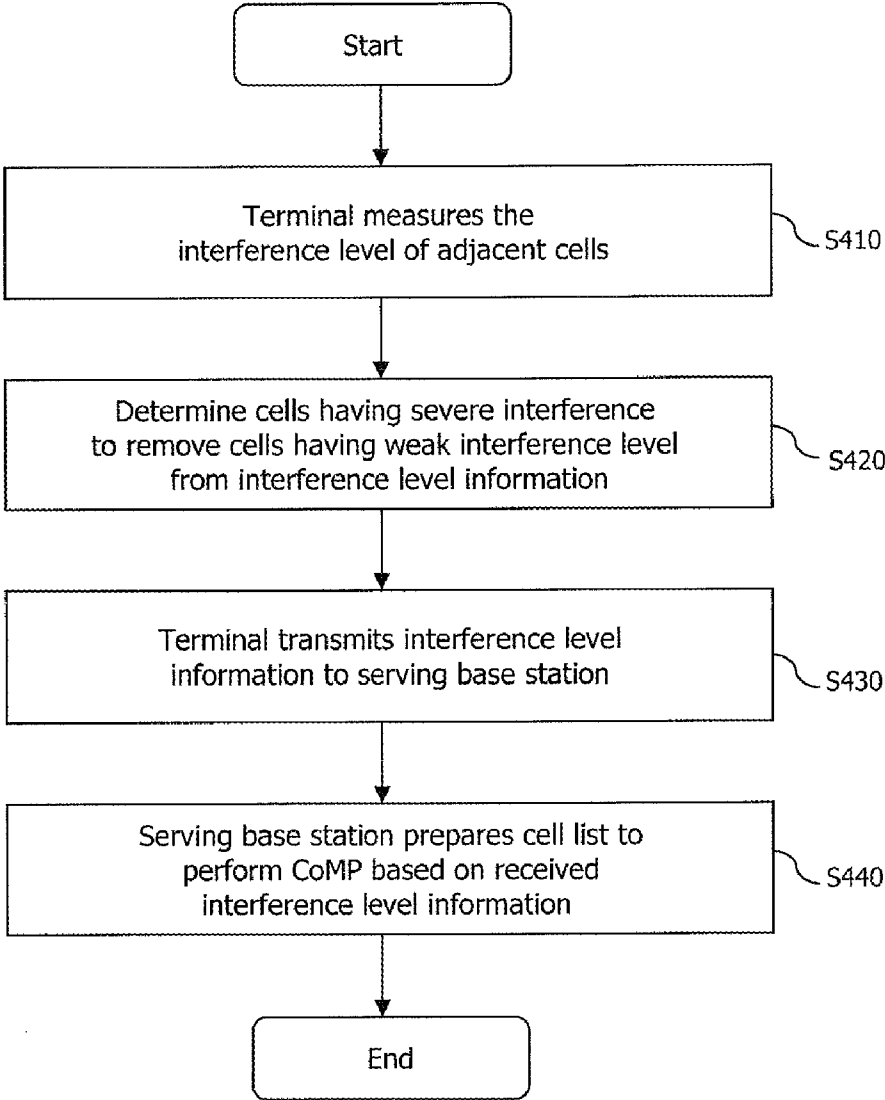 Start
Terminal measures the
interference level of adjacent cells
S410
Determine cells having severe interference
to remove cells having weak interference level
from interference level information
S420
Terminal transmits interference level
information to serving base station
S430
Serving base station prepares cell list to
perform CoMP based on received
interference level information
S440
End